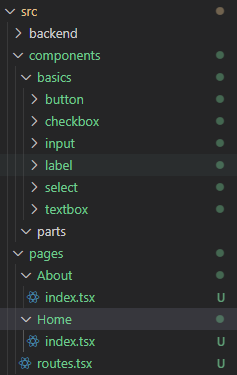 src
backend
components
basics
button
checkbox
input
label
select
textbox
parts
pages
About
index.tsx U
Home
index.tsx U
routes.tsx U